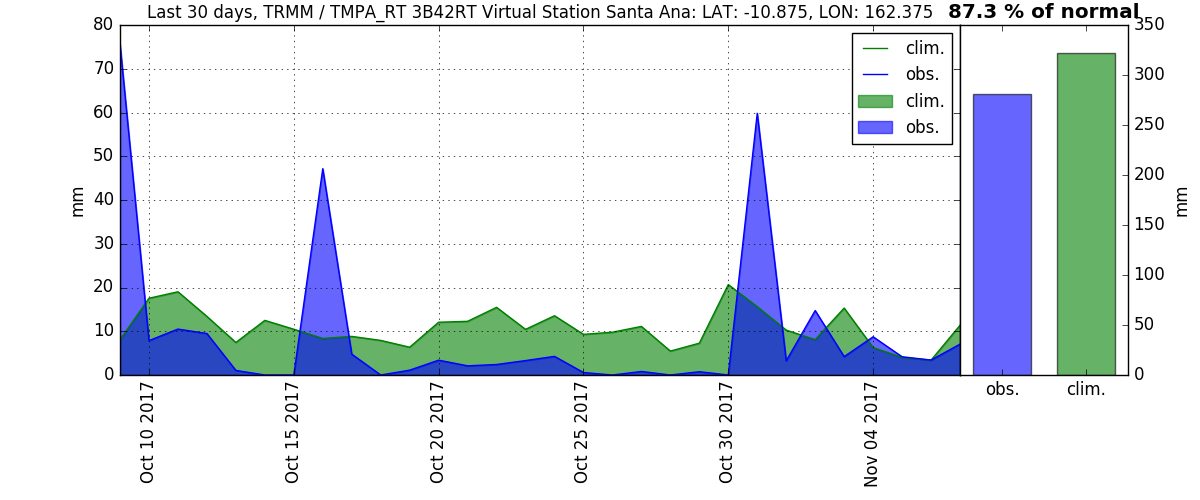 Last 30 days, TRMM / TMPA_RT 3B42RT Virtual Station Santa Ana: LAT: -10.875, LON: 162.375
87.3 % of normal
80
70
60
50
40
30
20
10
0
mm
clim.
obs.
clim.
obs.
Oct 10 2017
Oct 15 2017
Oct 20 2017
Oct 25 2017
Oct 30 2017
Nov 04 2017
350
300
250
200
150
100
50
0
mm
obs.
clim.